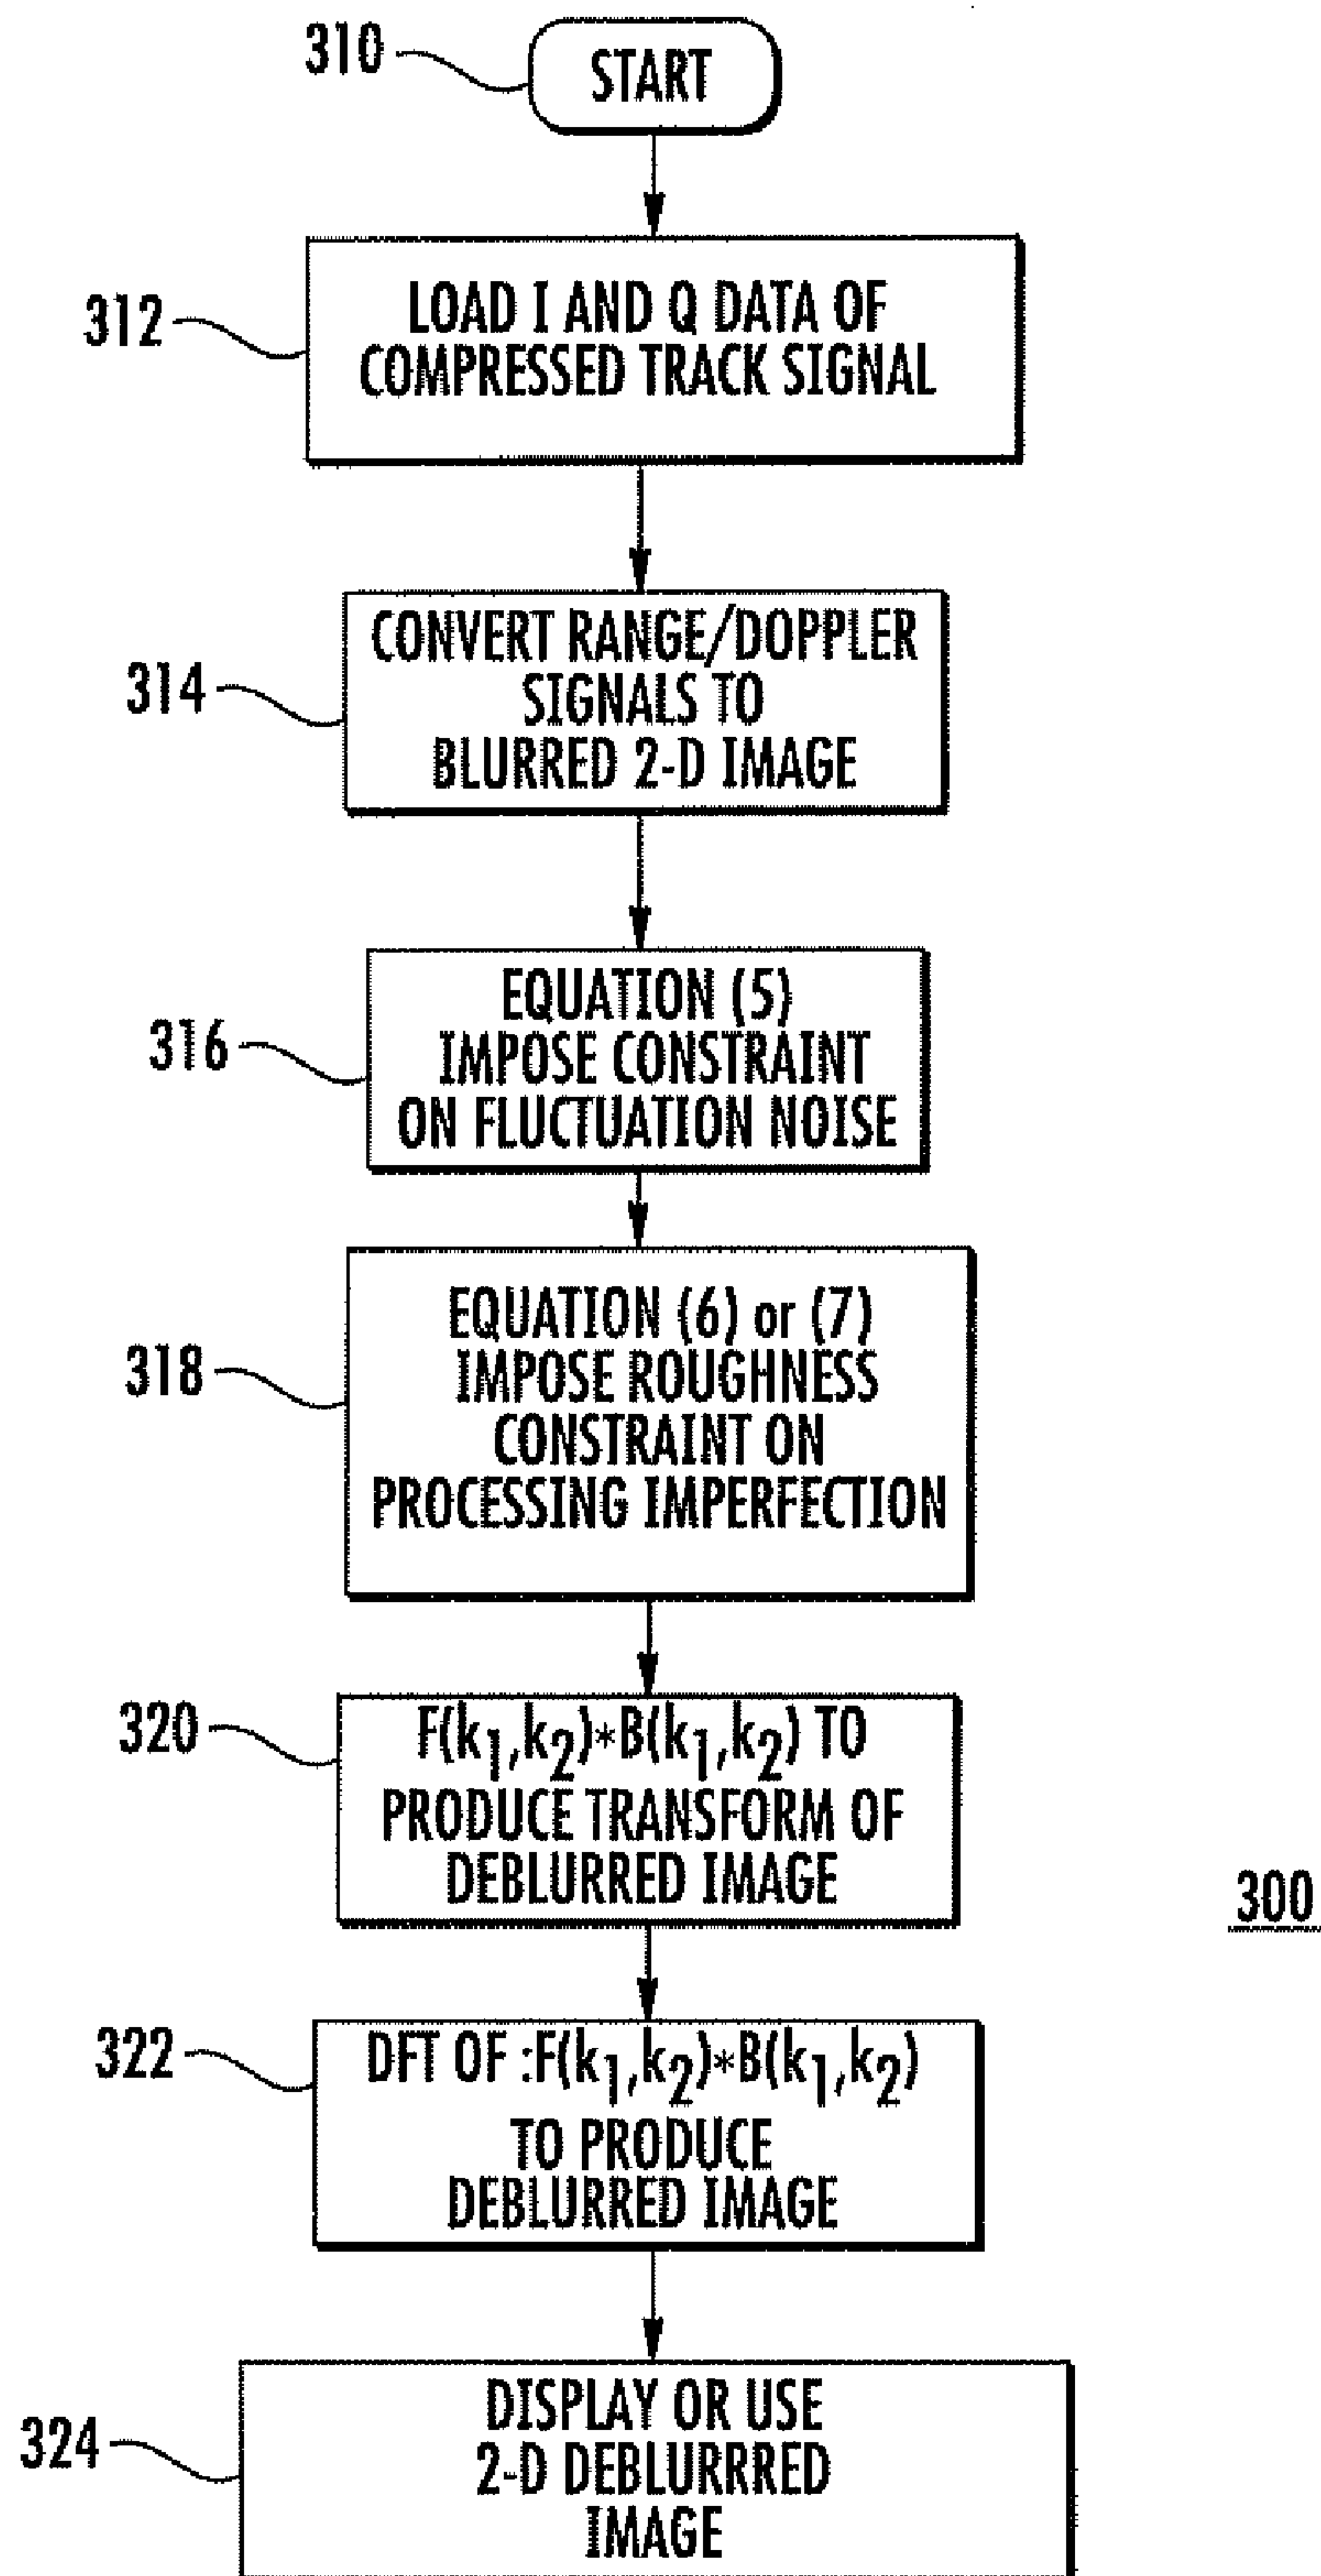 310
START
312
LOAD I AND Q DATA OF
COMPRESSED TRACK SIGNAL
314
CONVERT RANGE/DOPPLER
SIGNALS TO
BLURRED 2-D IMAGE
316
EQUATION (5)
IMPOSE CONSTRAINT
ON FLUCTUATION NOISE
318
EQUATION (6) or (7)
IMPOSE ROUGHNESS
CONSTRAINT ON
PROCESSING IMPERFECTION
320
F(k1,k2)*B(k1,k2) TO
PRODUCE TRANSFORM OF
DEBLURRED IMAGE
300
322
DFT OF :F(k1,k2)*B(k1,k2)
TO PRODUCE
DEBLURRED IMAGE
324
DISPLAY OR USE
2-D DEBLURRRED
IMAGE